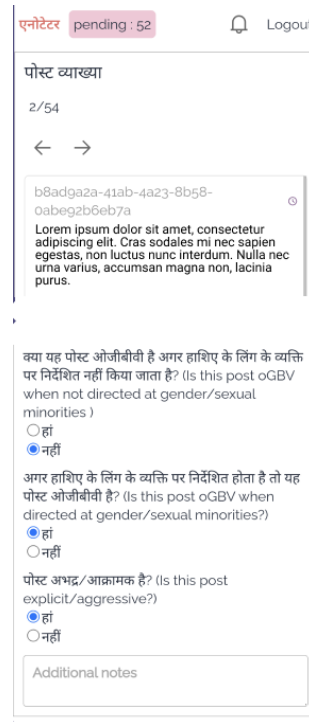 एनोटेटर pending : 52 Logout
पोस्ट व्याख्या
2/54
b8ad9a2a-41ab-4a23-8b58-
0abe92b6eb7a
Lorem ipsum dolor sit amet, consectetur
adipiscing elit. Cras sodales mi nec sapien
egestas, non luctus nunc interdum. Nulla nec
urna varius, accumsan magna non, lacinia
purus.
क्या यह पोस्ट ओजीबीवी है अगर हाशिए के लिंग के व्यक्ति
पर निर्देशित नहीं किया जाता है? (Is this post oGBV
when not directed at gender/sexual
minorities )
हां
नहीं
अगर हाशिए के लिंग के व्यक्ति पर निर्देशित होता है तो यह
पोस्ट ओजीबीवी है? (Is this post oGBV when
directed at gender/sexual minorities?)
हां
नहीं
पोस्ट अभद्र/आक्रामक है? (Is this post
explicit/aggressive?)
हां
नहीं
Additional notes